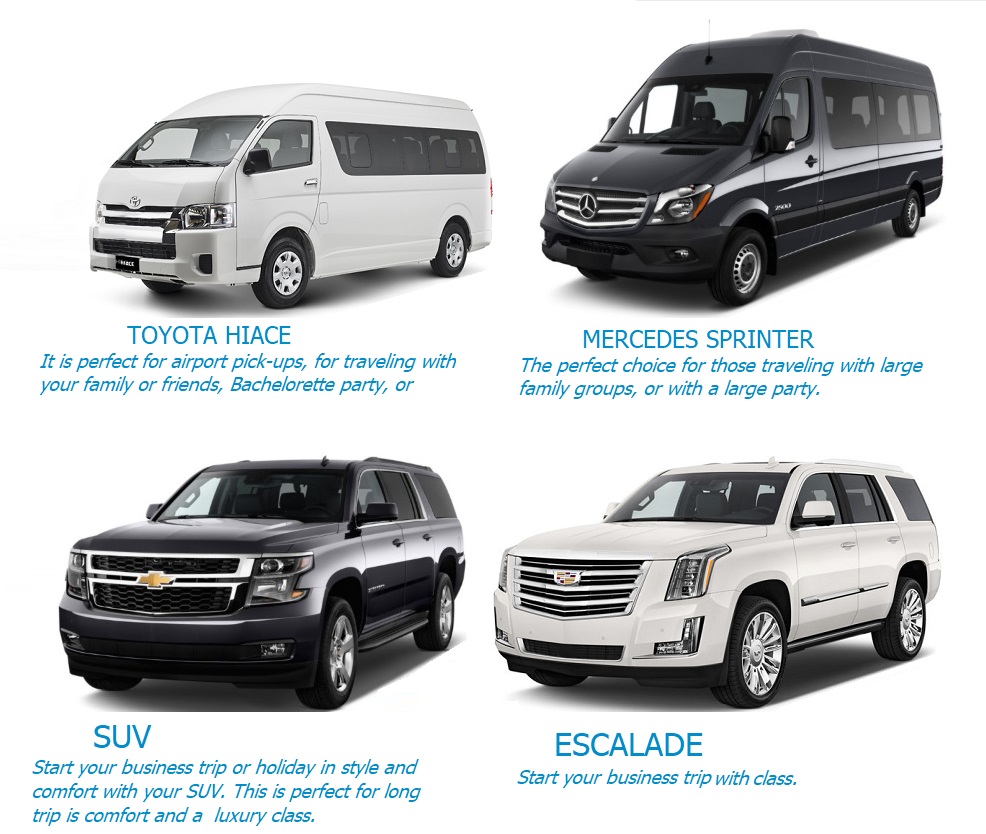 2500
HIACE
TOYOTA HIACE
It is perfect for airport pick-ups, for traveling with
your family or friends, Bachelorette party, or
MERCEDES SPRINTER
The perfect choice for those traveling with large
family groups, or with a large party.
SUV
Start your business trip or holiday in style and
comfort with your SUV. This is perfect for long
trip is comfort and a  luxury class.
ESCALADE
Start your business trip with class.